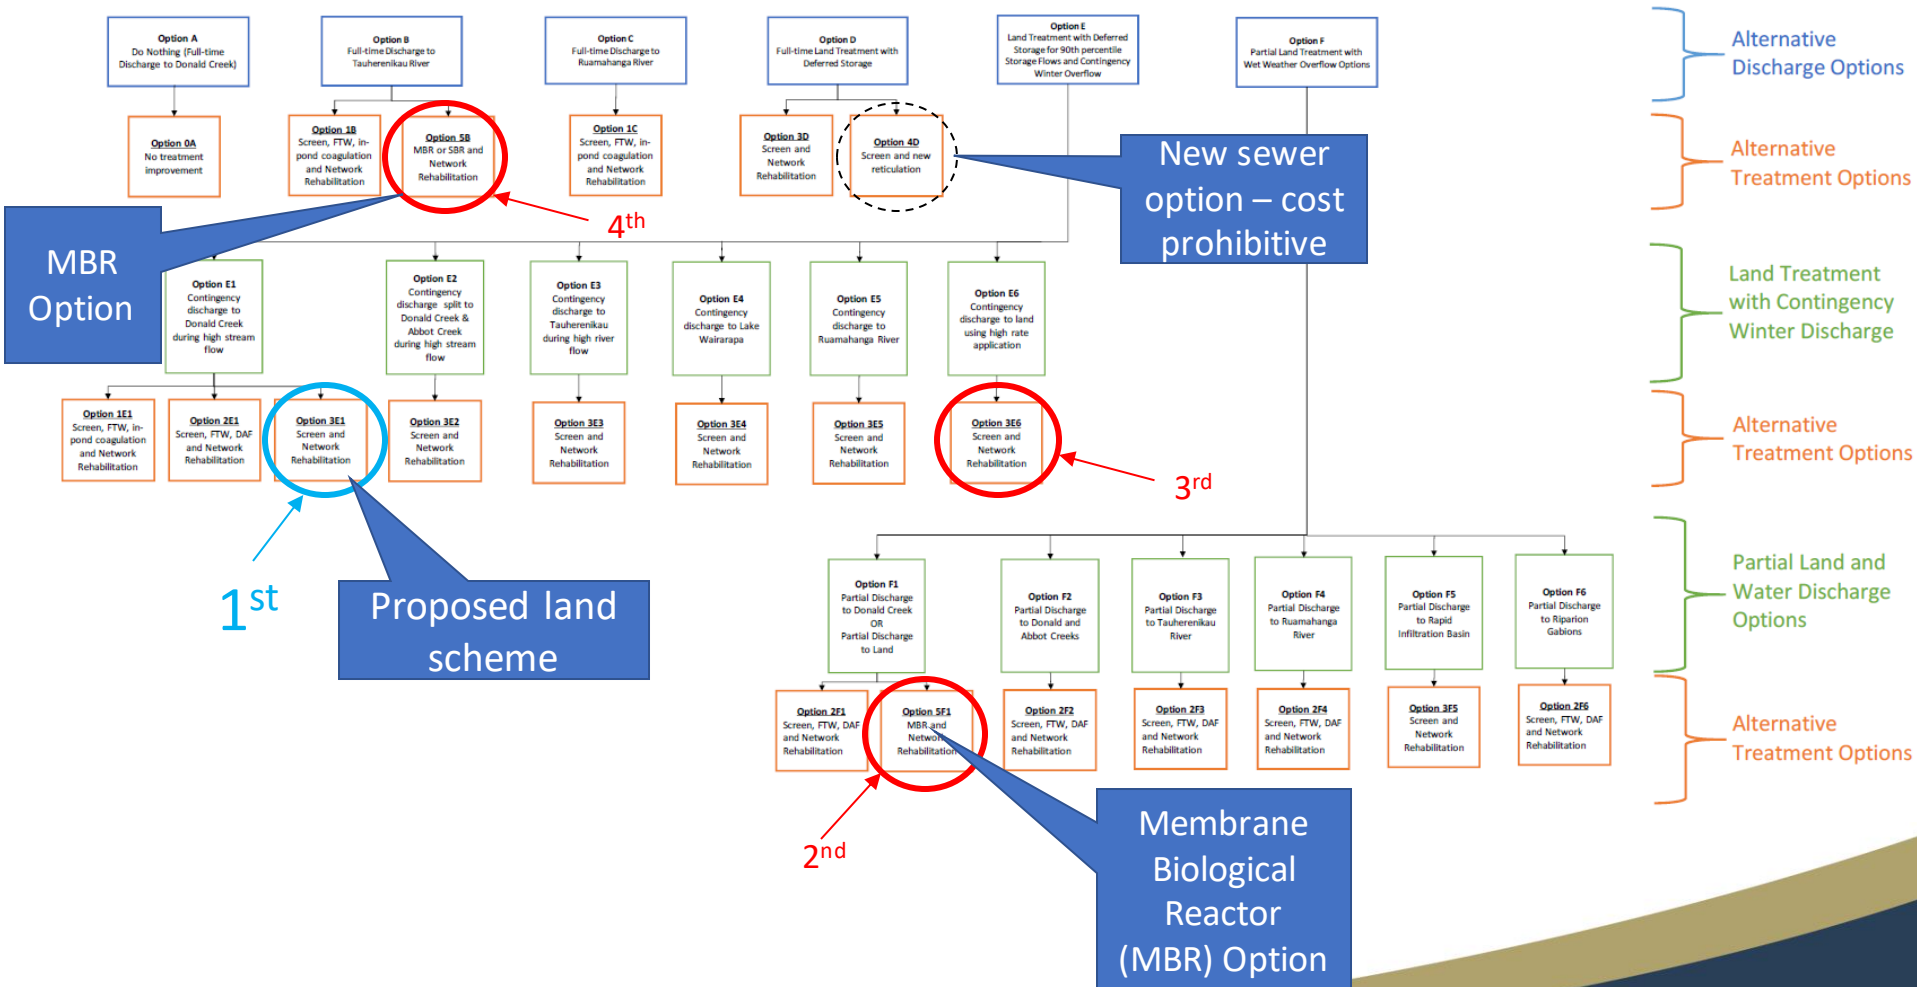 Option A
Do Nothing (Full-time
Discharge to Donald Creek)
Option B
Full-time Discharge to
Tauherenikau River
Option C
Full-time Discharge to
Ruamahanga River
Option D
Full-time Land Treatment with
Deferred Storage
Option E
Land Treatment with Deferred
Storage for 90th percentile
Storage Flows and Contingency
Winter Overflow
Option F
Partial Land Treatment with
Wet Weather Overflow Options
Alternative
Discharge Options
Option 0A
No treatment
improvement
Option 1B
Screen, FTW, in-
pond coagulation
and Network
Rehabilitation
Option 5B
MBR or SBR and
Network
Rehabilitation
Option 1C
Screen, FTW, in-
pond coagulation
and Network
Rehabilitation
Option 3D
Screen and
Network
Rehabilitation
Option 4D
Screen and new
reticulation
New sewer
option – cost
prohibitive
Alternative
Treatment Options
MBR
Option
4th
Option E1
Contingency
discharge to
Donald Creek
during high stream
flow
Option E2
Contingency
discharge split to
Donald Creek &
Abbot Creek
during high stream
flow
Option E3
Contingency
discharge to
Tauherenikau
during high river
flow
Option E4
Contingency
discharge to Lake
Wairarapa
Option E5
Contingency
discharge to
Ruamahanga River
Option E6
Contingency
discharge to land
using high rate
application
Land Treatment
with Contingency
Winter Discharge
Option 1E1
Screen, FTW, in-
pond coagulation
and Network
Rehabilitation
Option 2E1
Screen, FTW, DAF
and Network
Rehabilitation
Option 3E1
Screen and
Network
Rehabilitation
Option 3E2
Screen and
Network
Rehabilitation
Option 3E3
Screen and
Network
Rehabilitation
Option 3E4
Screen and
Network
Rehabilitation
Option 3E5
Screen and
Network
Rehabilitation
Option 3E6
Screen and
Network
Rehabilitation
Alternative
Treatment Options
3rd
1st
Proposed land
scheme
Option F1
Partial Discharge
to Donald Creek
OR
Partial Discharge
to Land
Option F2
Partial Discharge
to Donald and
Abbot Creeks
Option F3
Partial Discharge
to Tauherenikau
River
Option F4
Partial Discharge
to Ruamahanga
River
Option F5
Partial Discharge
to Rapid
Infiltration Basin
Option F6
Partial Discharge
to Riparion
Gabions
Partial Land and
Water Discharge
Options
Option 2F1
Screen, FTW, DAF
and Network
Rehabilitation
Option 5F1
MBR and
Network
Rehabilitation
Option 2F2
Screen, FTW, DAF
and Network
Rehabilitation
Option 2F3
Screen, FTW, DAF
and Network
Rehabilitation
Option 2F4
Screen, FTW, DAF
and Network
Rehabilitation
Option 3F5
Screen and
Network
Rehabilitation
Option 2F6
Screen, FTW, DAF
and Network
Rehabilitation
Alternative
Treatment Options
2nd
Membrane
Biological
Reactor
(MBR) Option